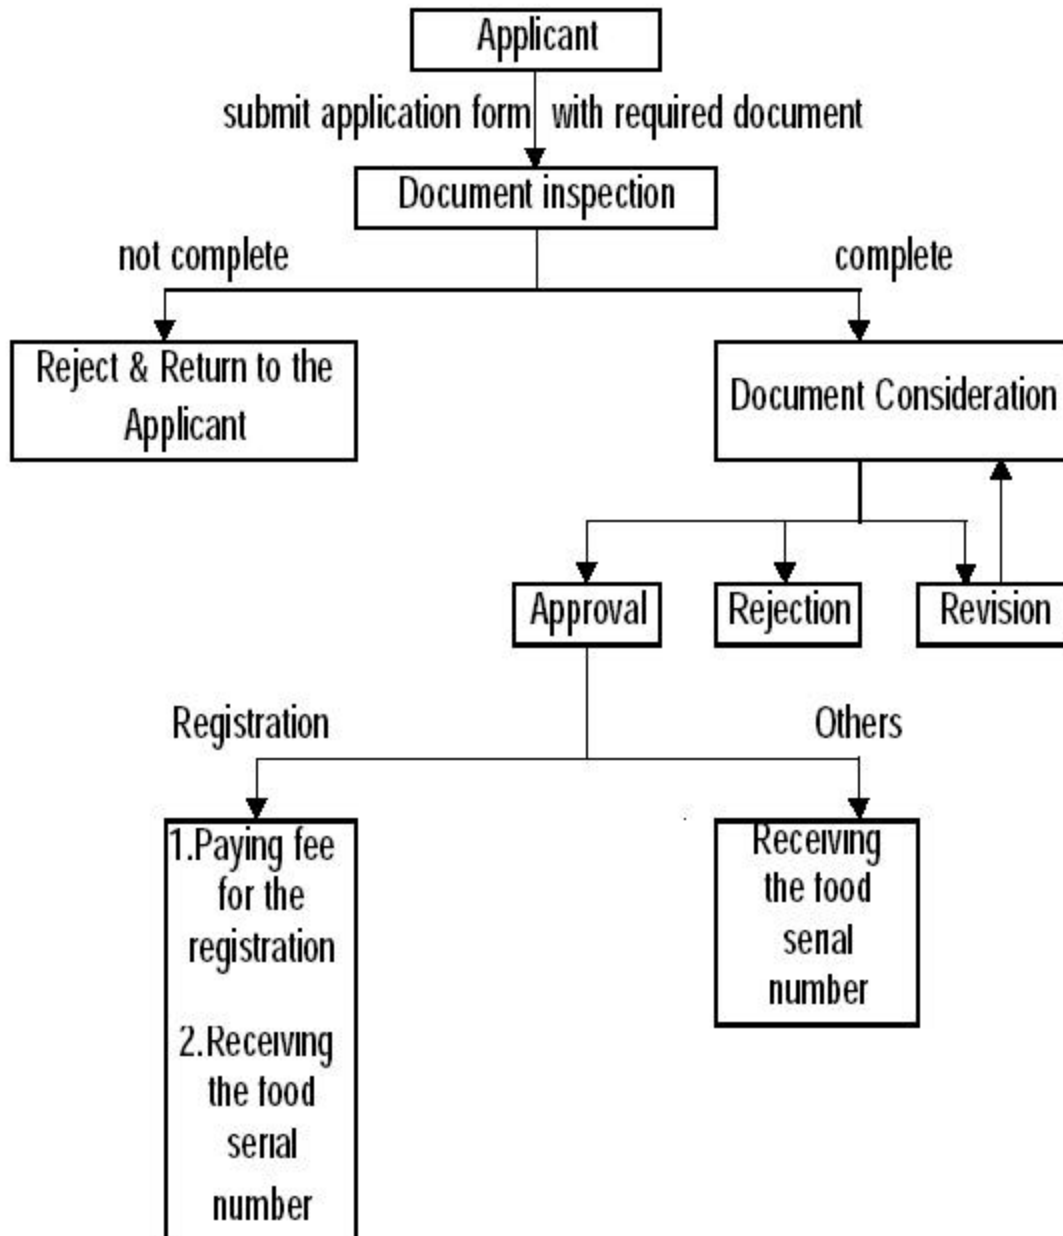 Applicant
submit application form with required document
Document inspection
not complete
complete
Reject & Return to the
Applicant
Document Consideration
Approval
Rejection
Revision
Registration
Others
1.Paying fee
for the
registration
2.Receiving
the food
serial
number
Receiving
the food
serial
number